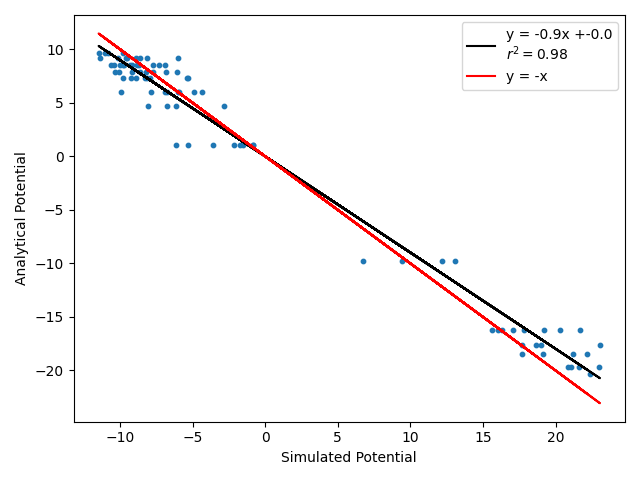 y = -0.9x +-0.0
r² = 0.98
y = -x
10
5
0
−5
−10
−15
−20
Analytical Potential
−10 −5 0 5 10 15 20
Simulated Potential